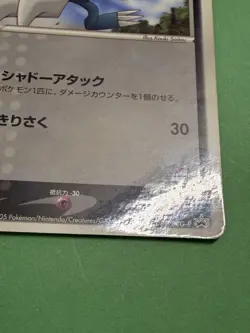 シャドーアタック
ポケモン1匹に、ダメージカウンターを1個のせる。
きりさく 30
抵抗力 -30
05 Pokémon/Nintendo/Creatures/G